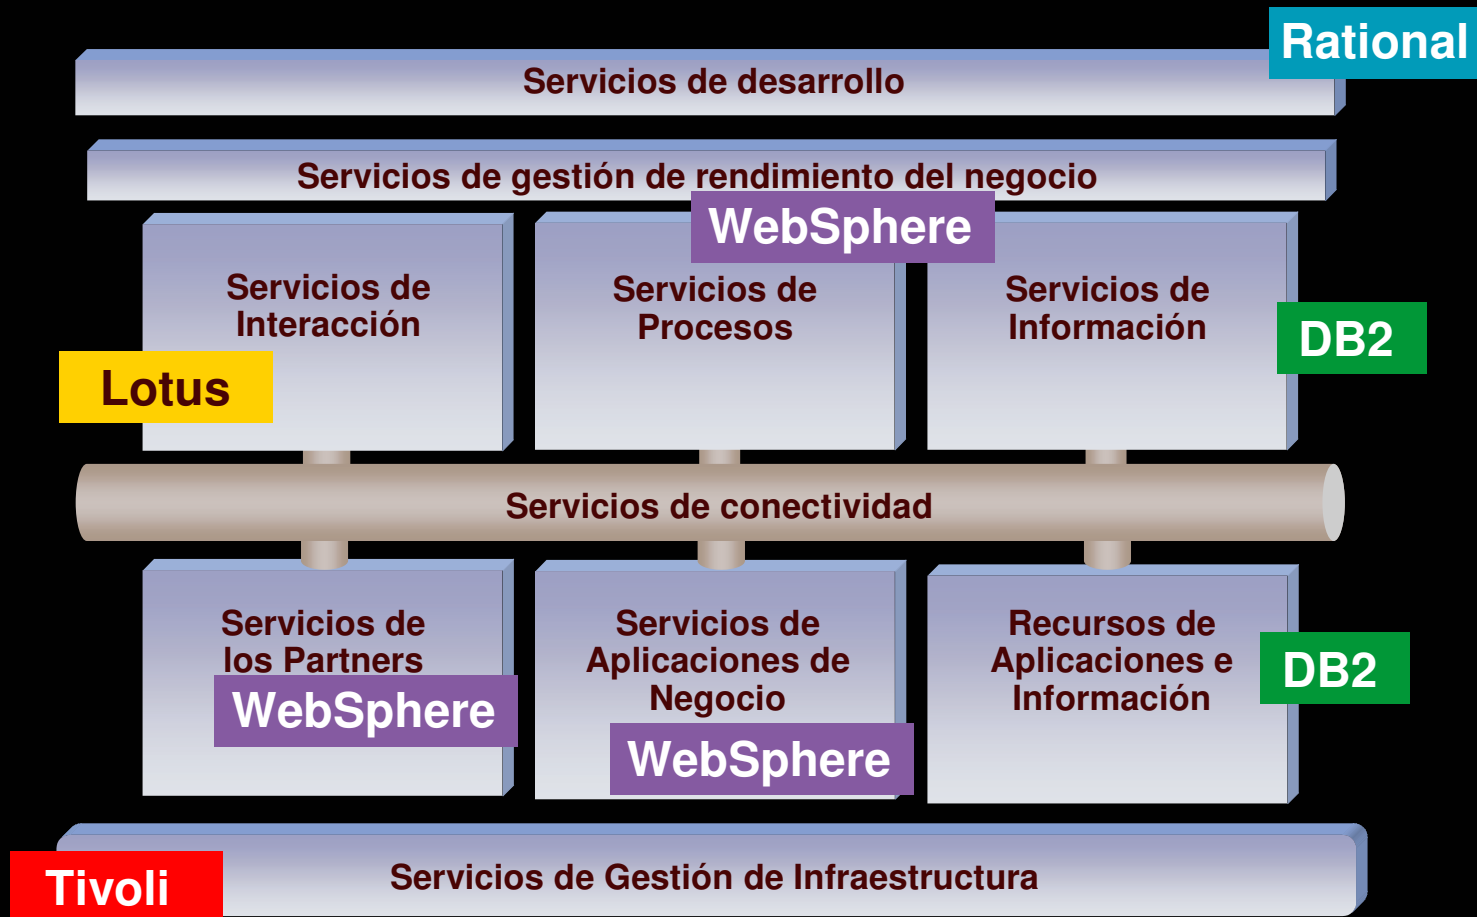 Rational
Servicios de desarrollo
Servicios de gestión de rendimiento del negocio
WebSphere
Servicios de
Interacción
Servicios de
Procesos
Servicios de
Información
DB2
Lotus
Servicios de conectividad
Servicios de
los Partners
WebSphere
Servicios de
Aplicaciones de
Negocio
WebSphere
Recursos de
Aplicaciones e
Información
DB2
Servicios de Gestión de Infraestructura
Tivoli